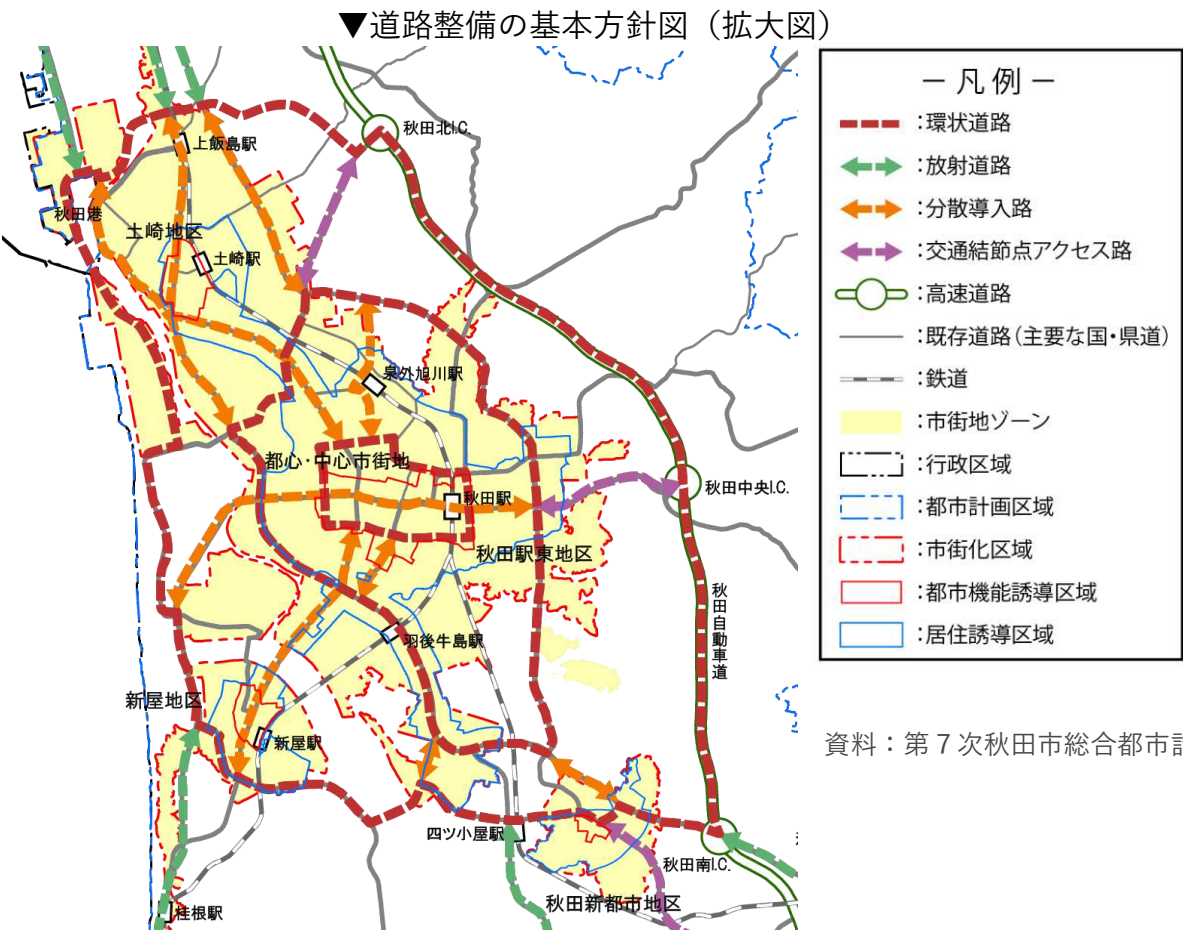 ▼道路整備の基本方針図（拡大図）
秋田北I.C.
上飯島駅
秋田港
土崎地区
土崎駅
泉外旭川駅
都心・中心市街地
秋田駅
秋田中央I.C.
秋田駅東地区
秋田自動車道
羽後牛島駅
新屋地区
新屋駅
四ツ小屋駅
秋田南I.C.
秋田新都市地区
桂根駅
－凡例－
：環状道路
：放射道路
：分散導入路
：交通結節点アクセス路
：高速道路
：既存道路（主要な国・県道）
：鉄道
：市街地ゾーン
：行政区域
：都市計画区域
：市街化区域
：都市機能誘導区域
：居住誘導区域
資料：第７次秋田市総合都市